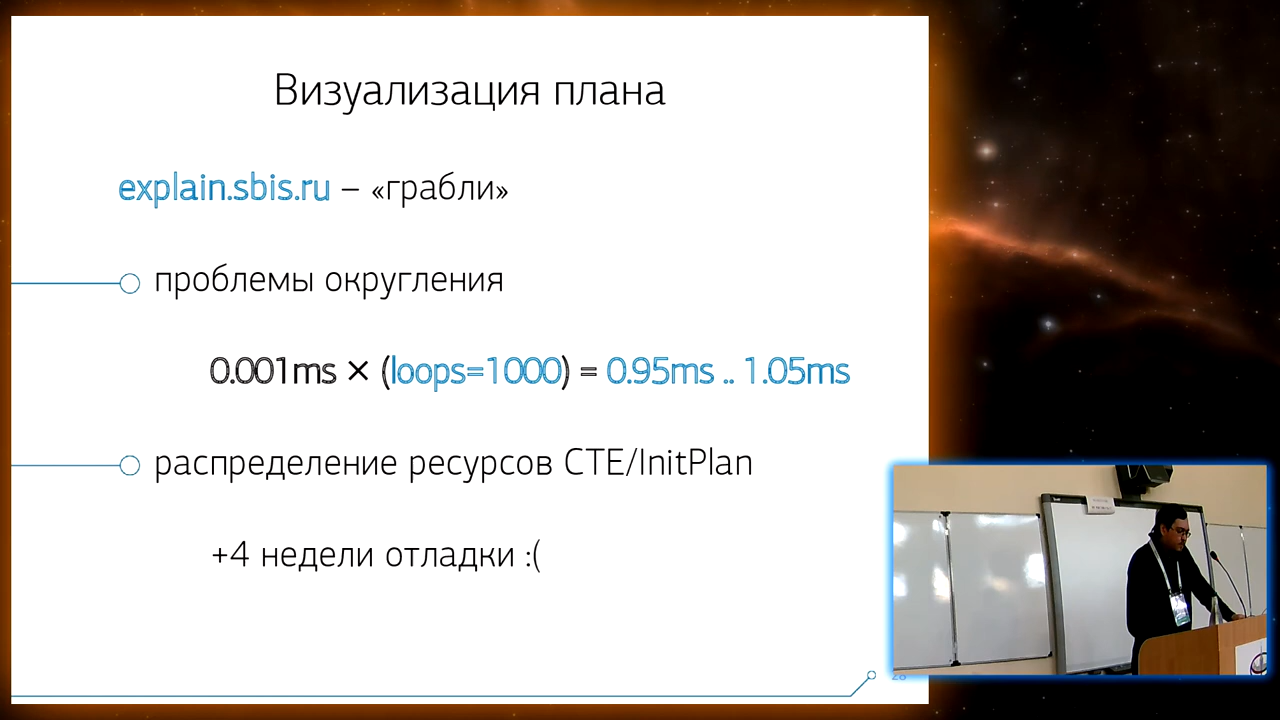 Визуализация плана
explain.sbis.ru – «грабли»
проблемы округления
0.001ms × (loops=1000) = 0.95ms .. 1.05ms
распределение ресурсов CTE/InitPlan
+4 недели отладки :(
28